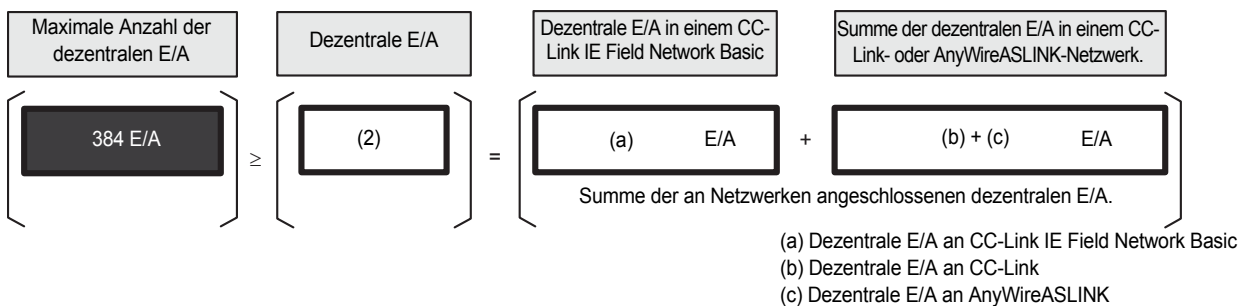 Maximale Anzahl der
dezentralen E/A
Dezentrale E/A
Dezentrale E/A in einem CC-
Link IE Field Network Basic
Summe der dezentralen E/A in einem CC-
Link- oder AnyWireASLINK-Netzwerk.
384 E/A
≥
(2)
=
(a) E/A
+
(b) + (c) E/A
Summe der an Netzwerken angeschlossenen dezentralen E/A.
(a) Dezentrale E/A an CC-Link IE Field Network Basic
(b) Dezentrale E/A an CC-Link
(c) Dezentrale E/A an AnyWireASLINK